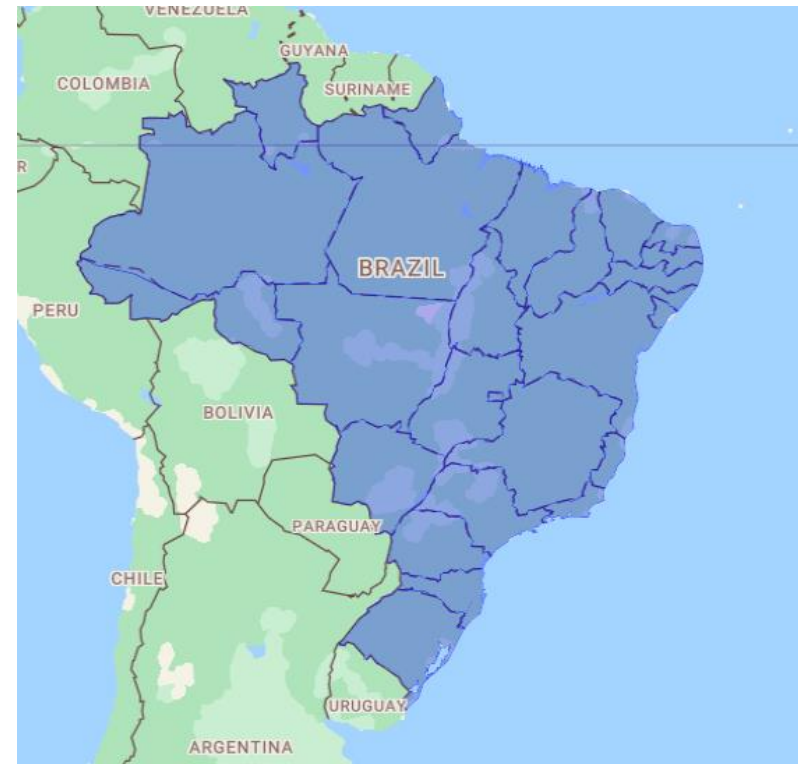 VENEZUELA
GUYANA
COLOMBIA
SURINAME
R
BRAZIL
PERU
BOLIVIA
PARAGUAY
CHILE
URUGUAY
ARGENTINA